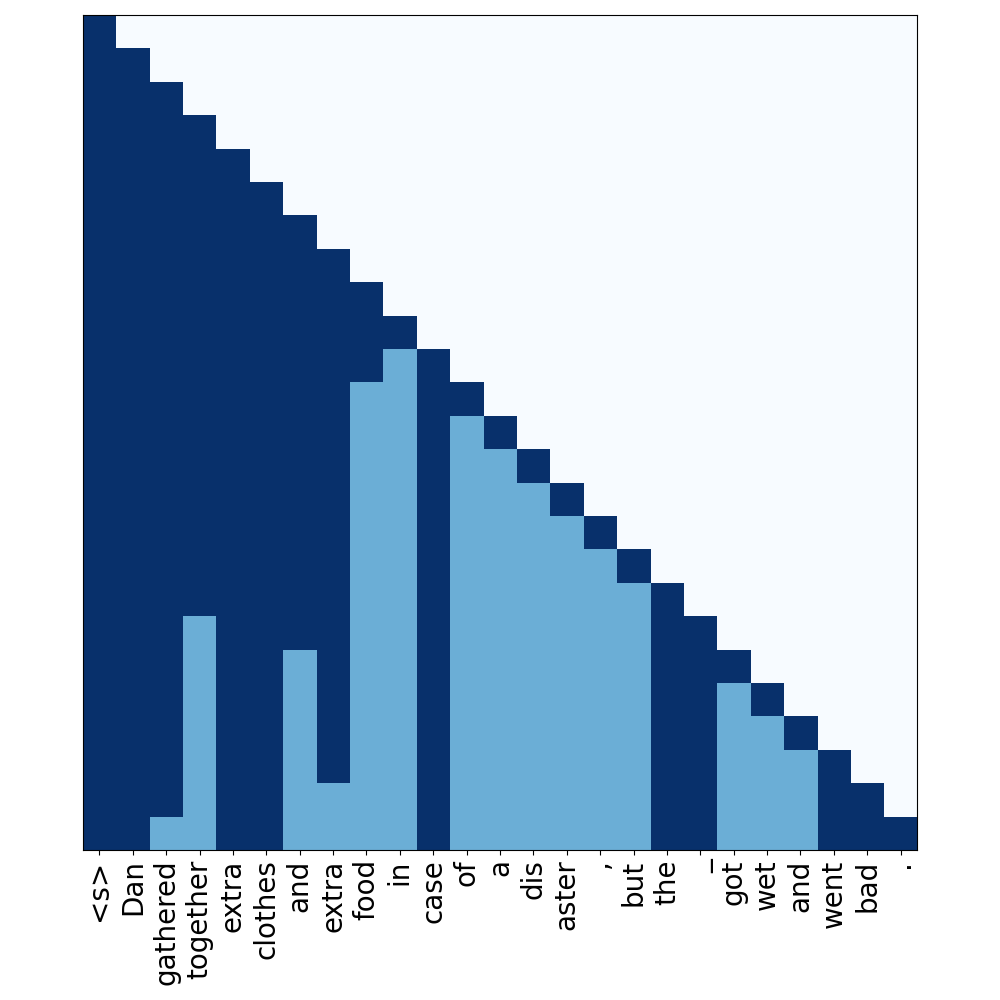 <s> Dan gathered together extra clothes and extra food in case of a dis aster , but the _ got wet and went bad .